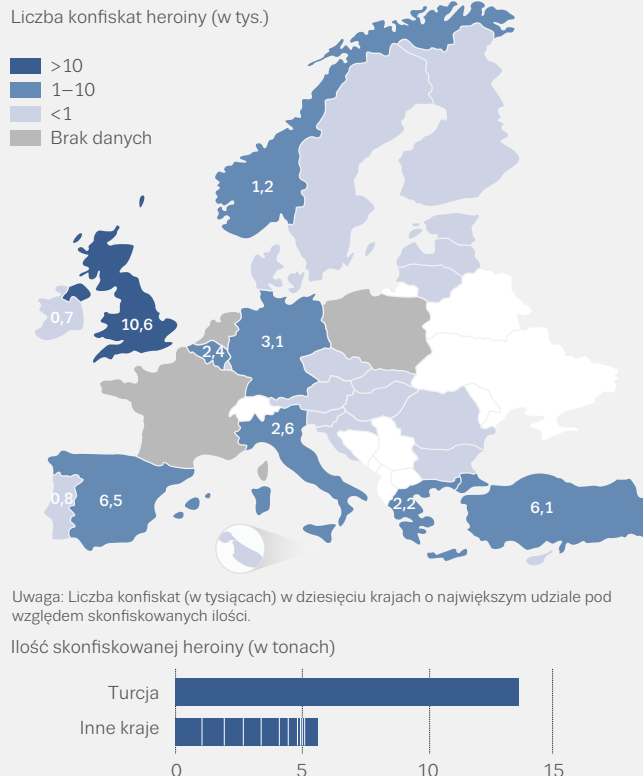 Liczba konfiskat heroiny (w tys.)
>10
1–10
<1
Brak danych
1,2
0,7
10,6
2,4
3,1
2,6
0,8
6,5
2,2
6,1
Uwaga: Liczba konfiskat (w tysiącach) w dziesięciu krajach o największym udziale pod
względem skonfiskowanych ilości.
Ilość skonfiskowanej heroiny (w tonach)
Turcja
Inne kraje
0 5 10 15